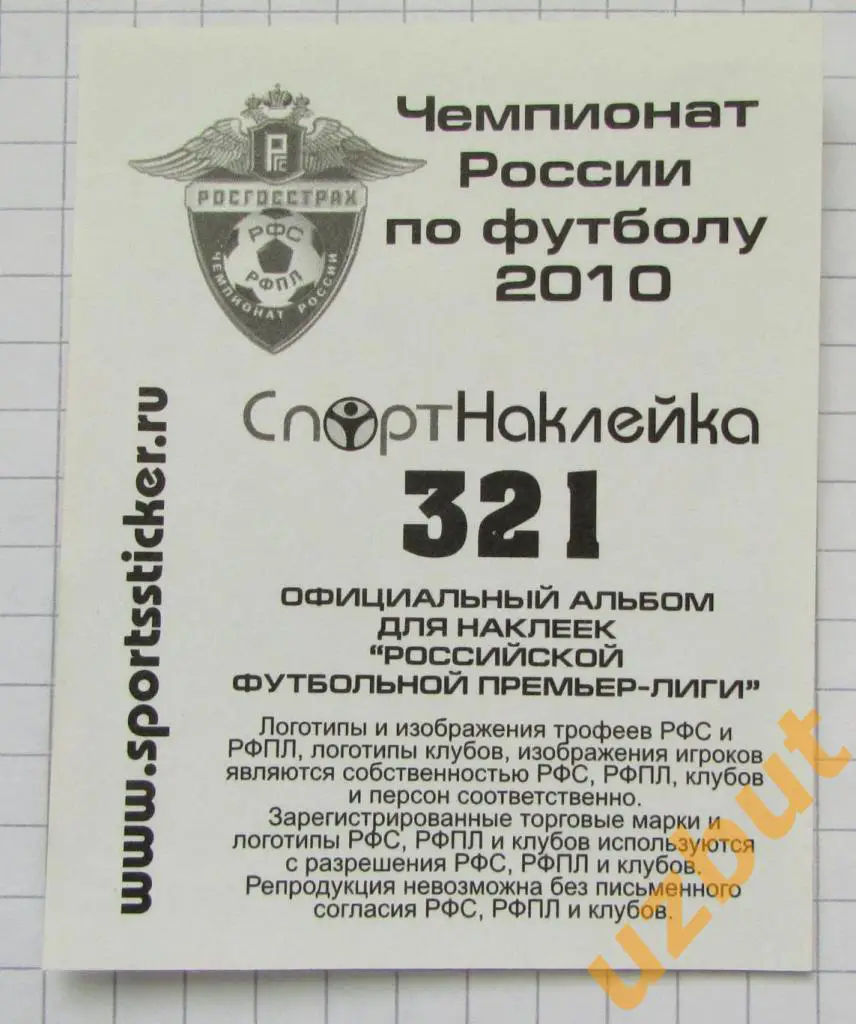 Чемпионат
России
по футболу
2010
РГС
РОСГОССТРАХ
РФС
РФПЛ
ЧЕМПИОНАТ РОССИИ
СпортНаклейка
321
ОФИЦИАЛЬНЫЙ АЛЬБОМ
ДЛЯ НАКЛЕЕК
“РОССИЙСКОЙ
ФУТБОЛЬНОЙ ПРЕМЬЕР-ЛИГИ”
Логотипы и изображения трофеев РФС и
РФПЛ, логотипы клубов, изображения игроков
являются собственностью РФС, РФПЛ, клубов
и персон соответственно.
Зарегистрированные торговые марки и
логотипы РФС, РФПЛ и клубов используются
с разрешения РФС, РФПЛ и клубов.
Репродукция невозможна без письменного
согласия РФС, РФПЛ и клубов.
www.sportssticker.ru
uzbut